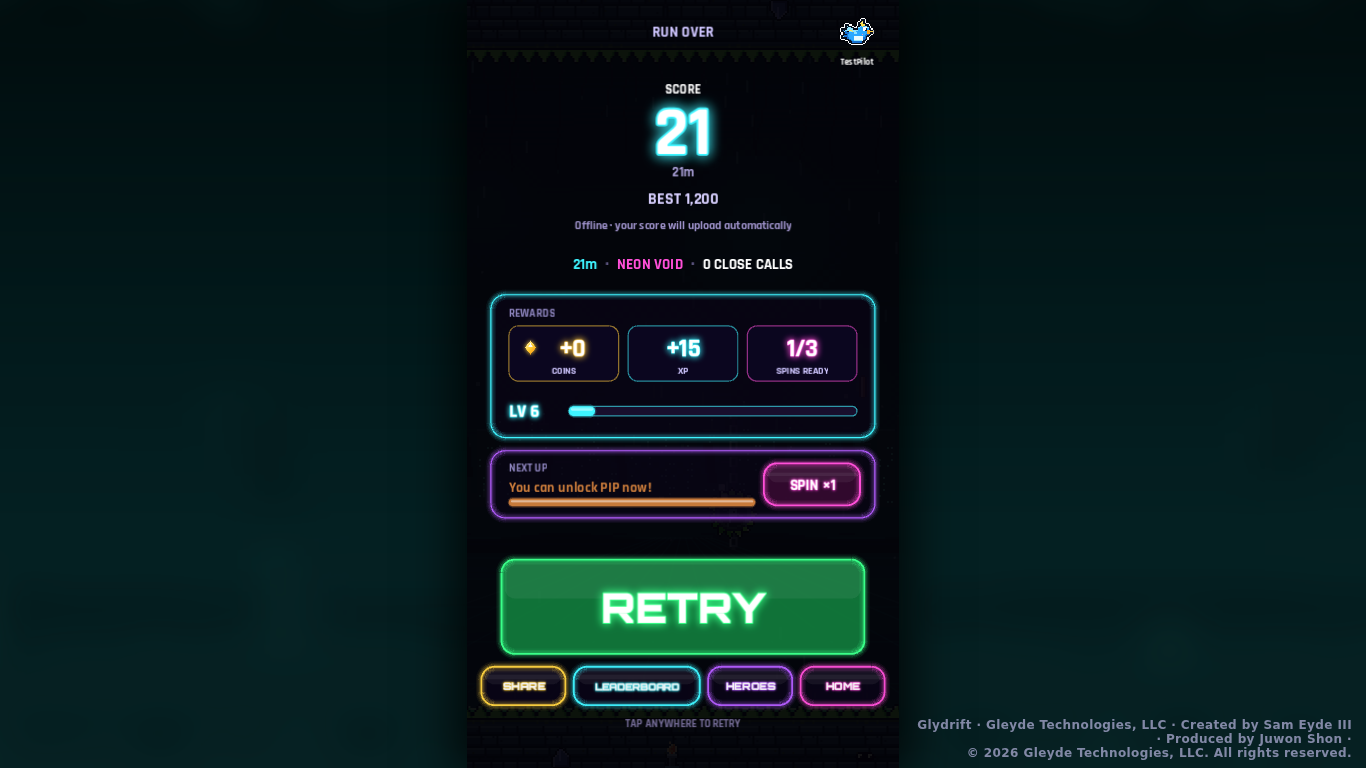 RUN OVER
TestPilot
SCORE
21
21m
BEST 1,200
Offline · your score will upload automatically
21m · NEON VOID · 0 CLOSE CALLS
REWARDS
+0 +15 1/3
COINS XP SPINS READY
LV 6
NEXT UP
You can unlock PIP now!
SPIN ×1
RETRY
SHARE LEADERBOARD HEROES HOME
TAP ANYWHERE TO RETRY
Glydrift · Gleyde Technologies, LLC · Created by Sam Eyde III
· Produced by Juwon Shon ·
© 2026 Gleyde Technologies, LLC. All rights reserved.